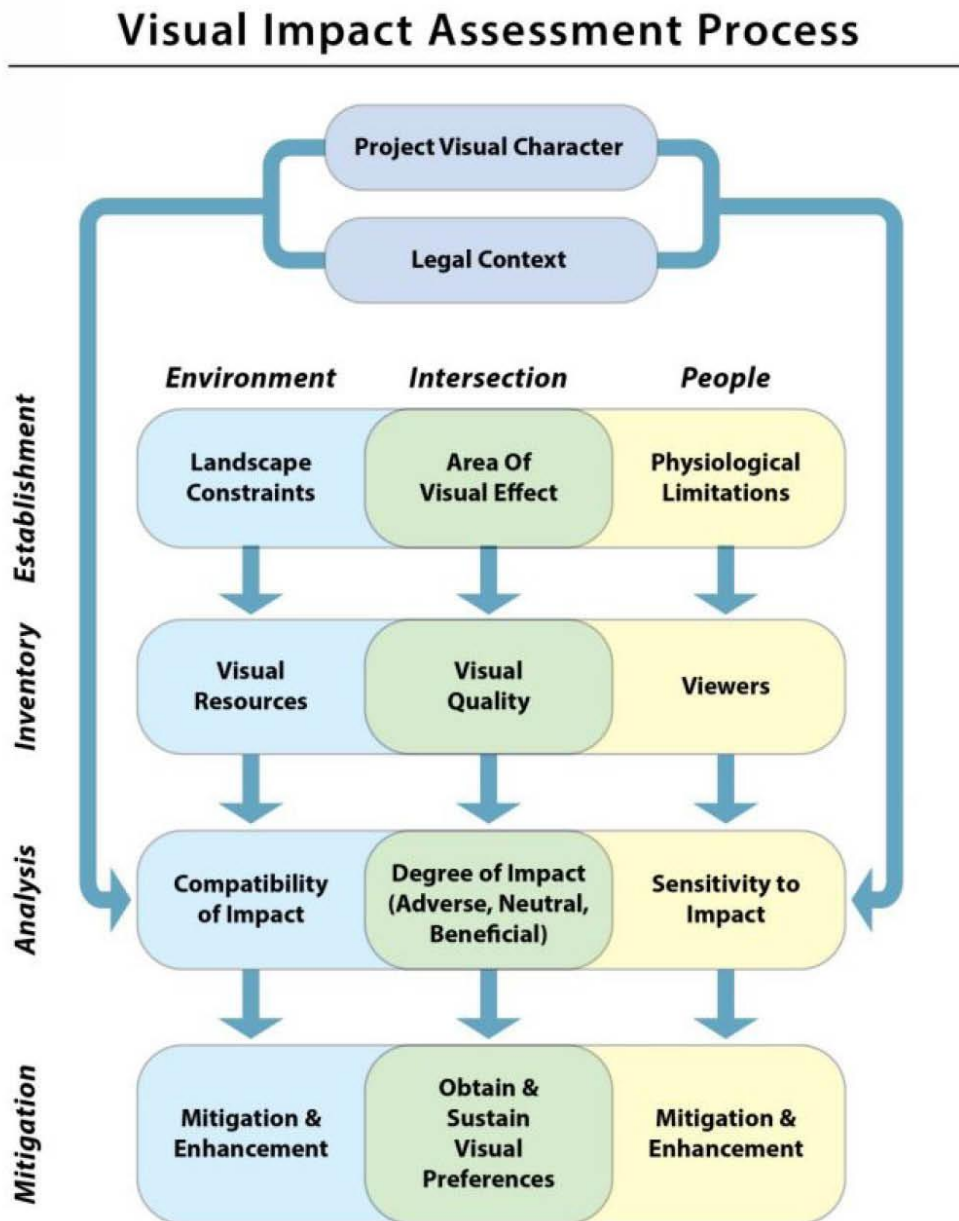 Visual Impact Assessment Process
Project Visual Character
Legal Context
Environment
Intersection
People
Establishment
Landscape
Constraints
Area Of
Visual Effect
Physiological
Limitations
Inventory
Visual
Resources
Visual
Quality
Viewers
Analysis
Compatibility
of Impact
Degree of Impact
(Adverse, Neutral,
Beneficial)
Sensitivity to
Impact
Mitigation
Mitigation &
Enhancement
Obtain &
Sustain
Visual
Preferences
Mitigation &
Enhancement